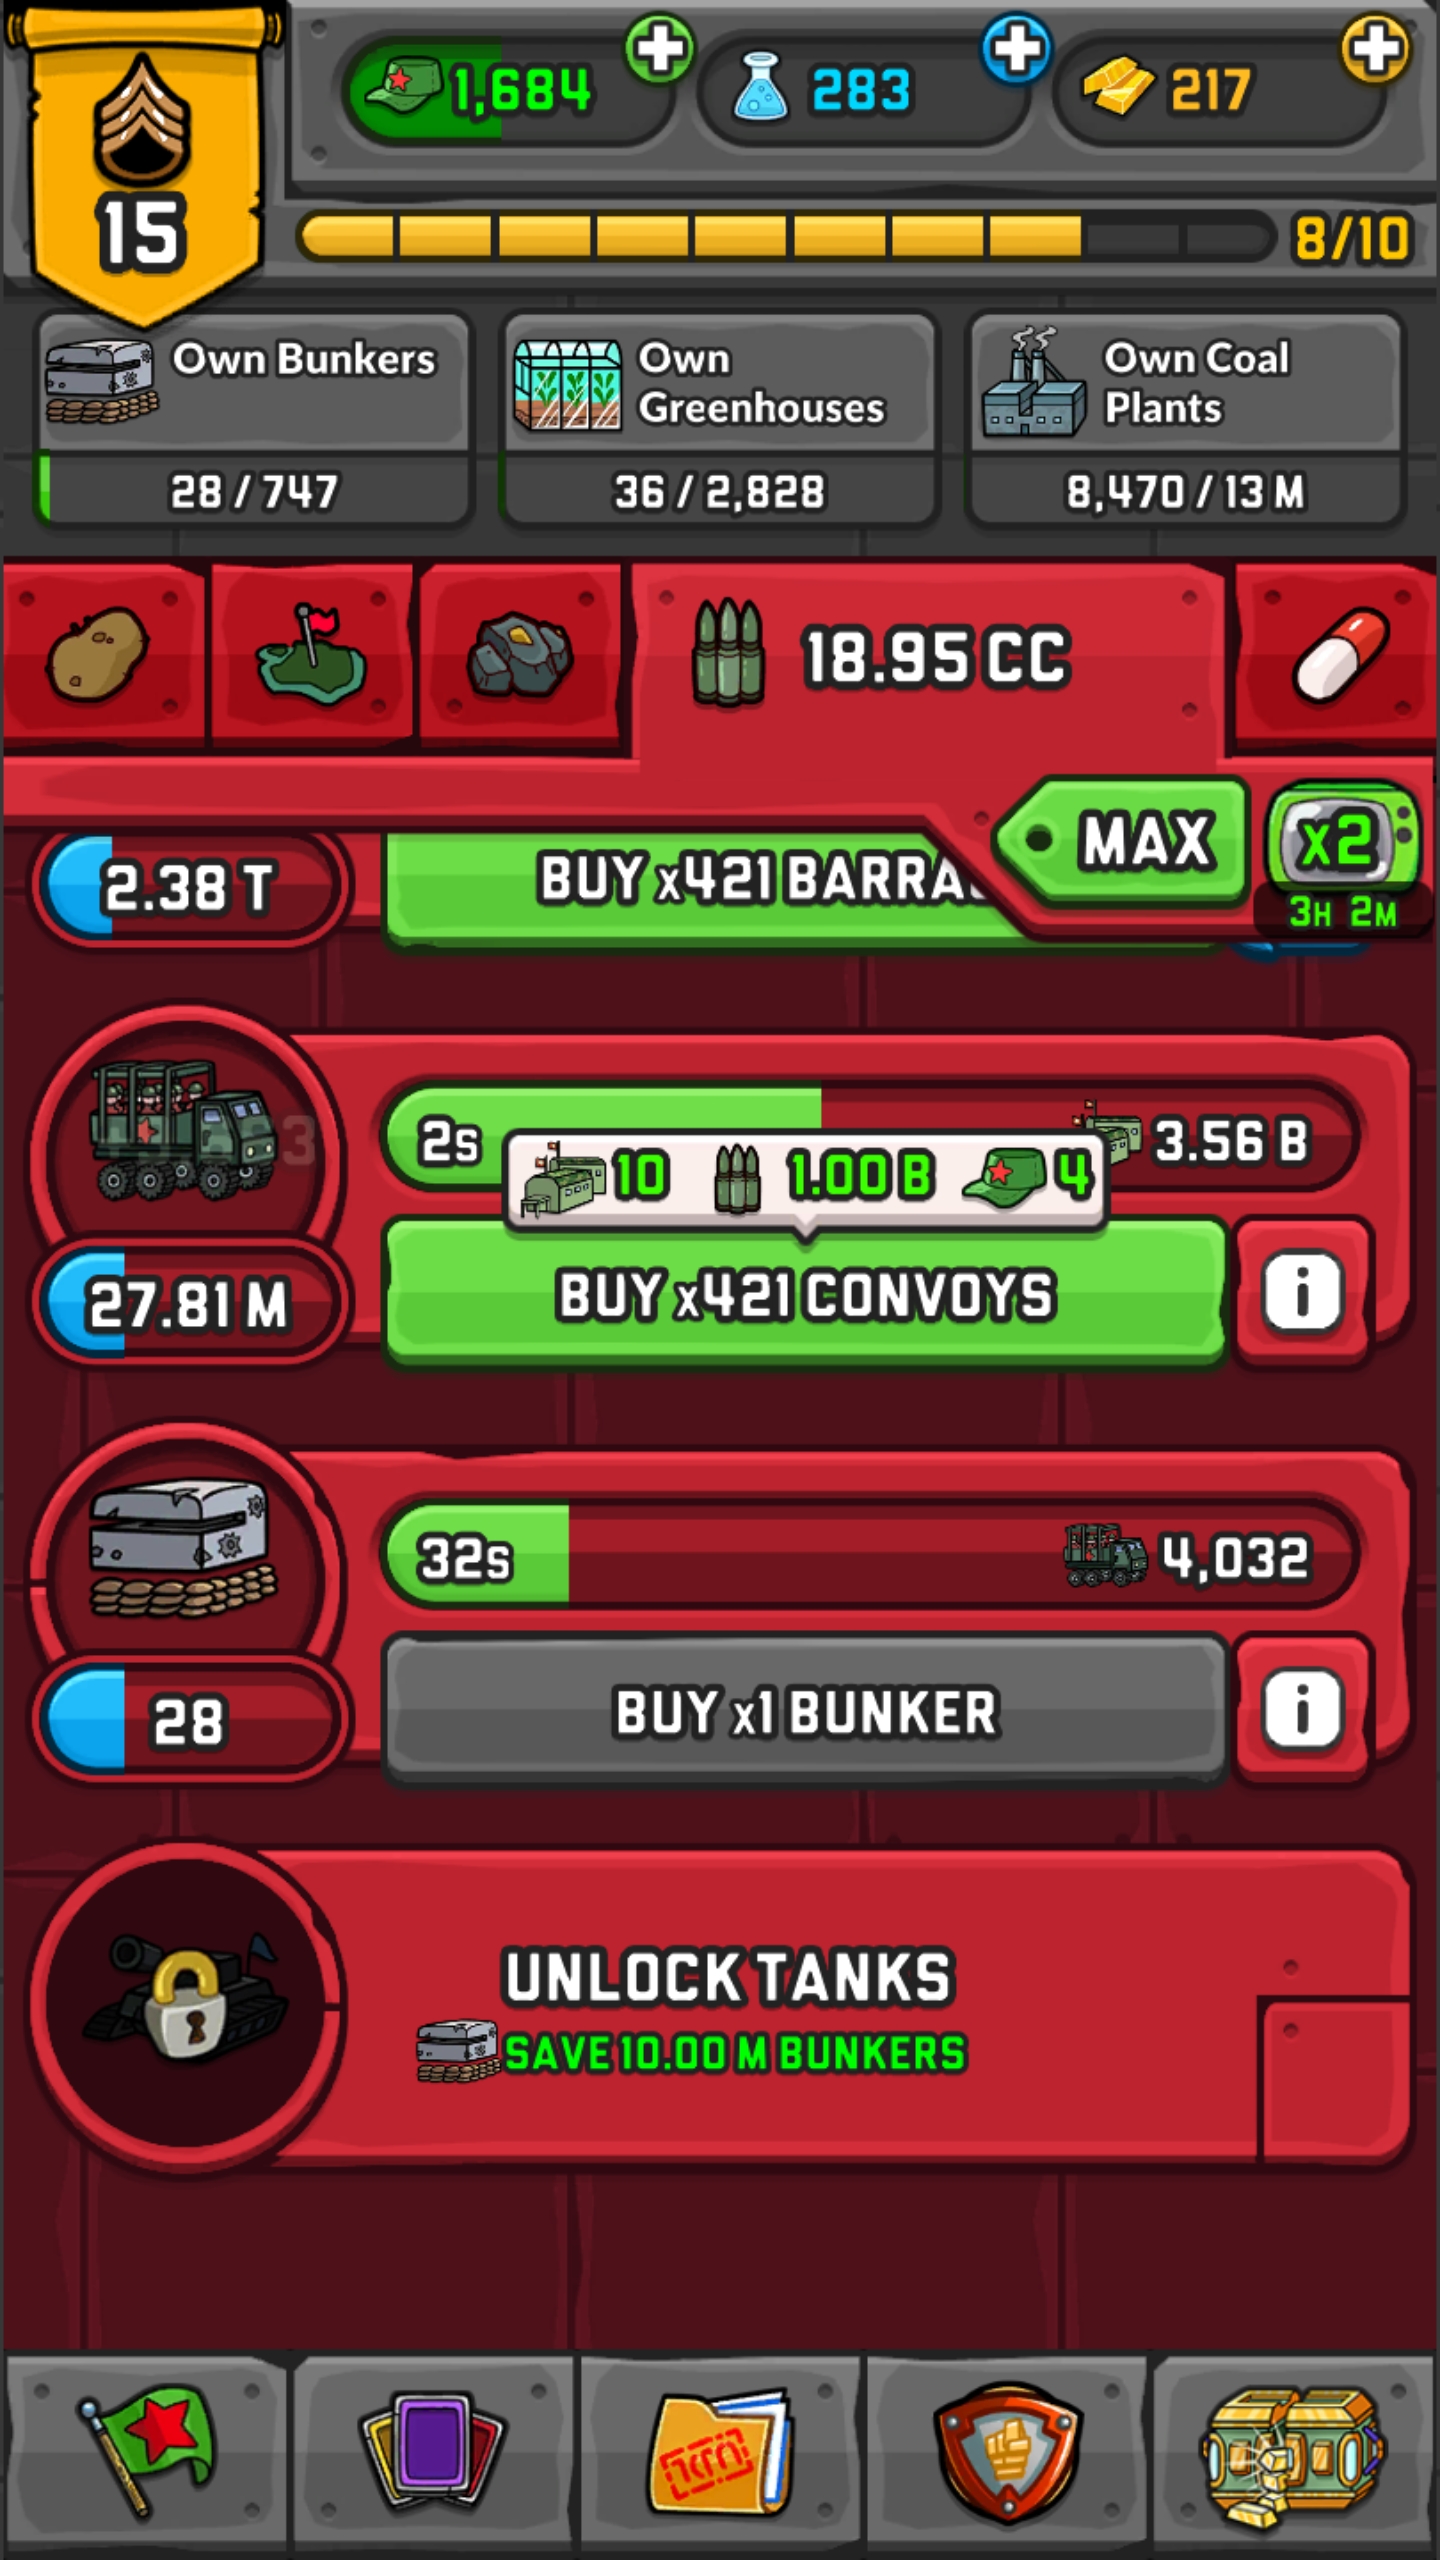 1,684
283
217
15
8/10
Own Bunkers
28 / 747
Own
Greenhouses
36 / 2,828
Own Coal
Plants
8,470 / 13 M
18.95 CC
MAX
x2
3H 2M
2.38 T
BUY x421
27.81 M
2s
3.56 B
10
1.00 B
4
BUY x421 CONVOYS
28
32s
4,032
BUY x1 BUNKER
UNLOCK TANKS
SAVE 10.00 M BUNKERS